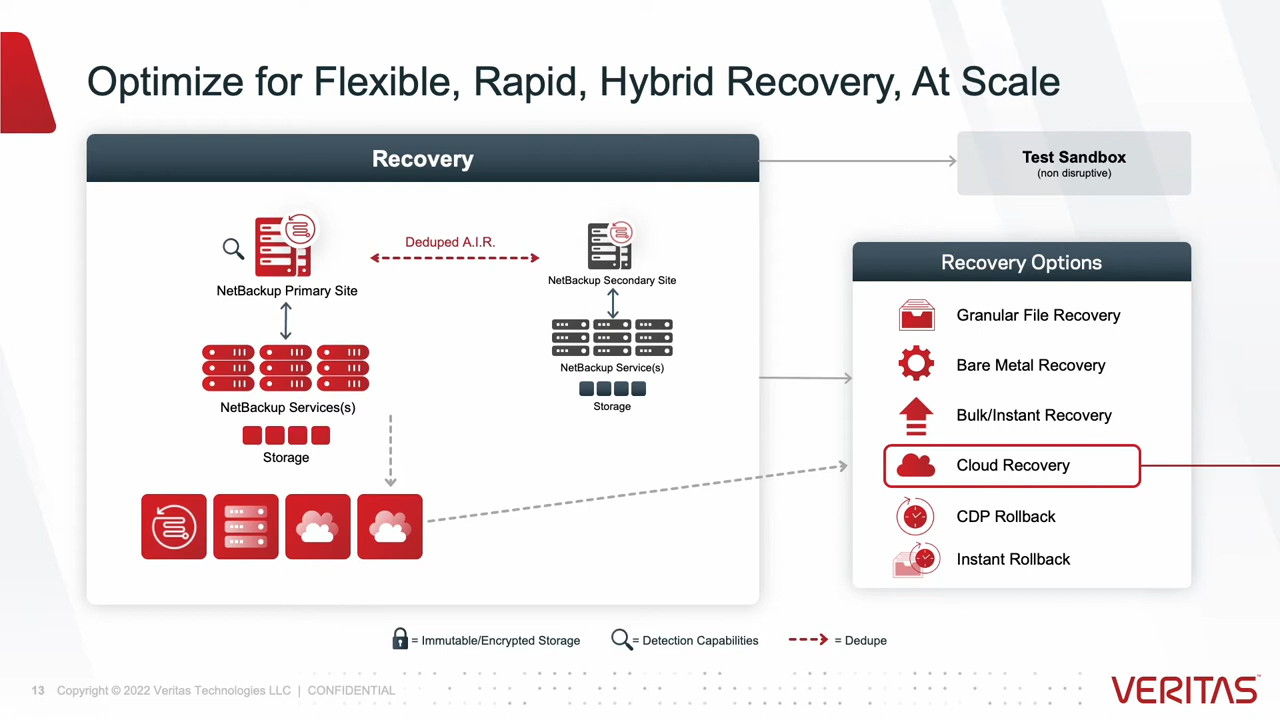 Optimize for Flexible, Rapid, Hybrid Recovery, At Scale
Recovery
Deduped A.I.R.
NetBackup Primary Site
NetBackup Secondary Site
NetBackup Services(s)
Storage
NetBackup Service(s)
Storage
Test Sandbox
(non disruptive)
Recovery Options
Granular File Recovery
Bare Metal Recovery
Bulk/Instant Recovery
Cloud Recovery
CDP Rollback
Instant Rollback
= Immutable/Encrypted Storage
= Detection Capabilities
= Dedupe
13 Copyright © 2022 Veritas Technologies LLC | CONFIDENTIAL
VERITAS™